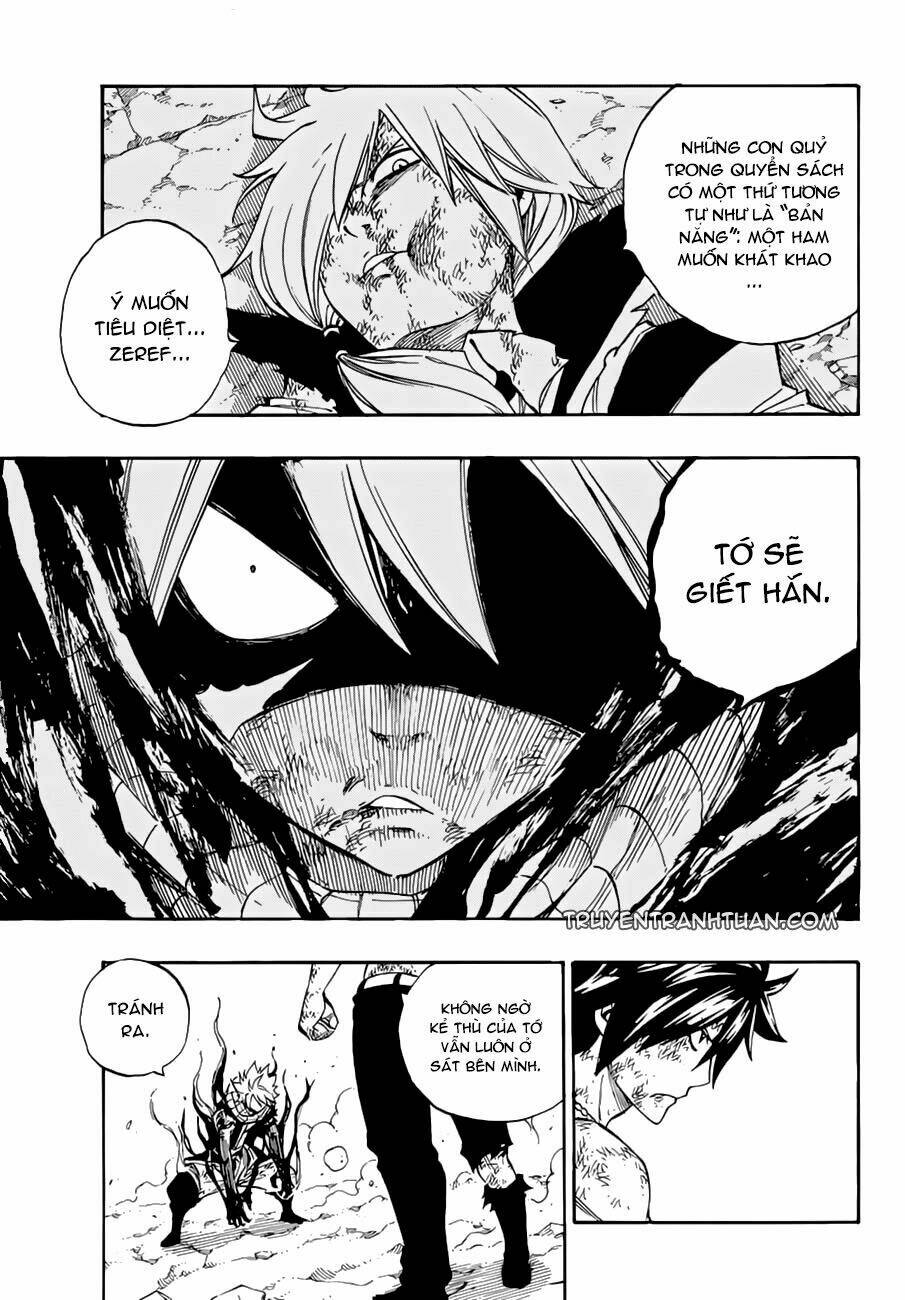 NHỮNG CON QUỶ
TRONG QUYỂN SÁCH
CÓ MỘT THỨ TƯƠNG
TỰ NHƯ LÀ "BẢN
NĂNG": MỘT HAM
MUỐN KHÁT KHAO
...
Ý MUỐN
TIÊU DIỆT...
ZEREF...
TỚ SẼ
GIẾT HẮN.
TRUYENTRANHTUAN.COM
KHÔNG NGỜ
KẺ THÙ CỦA TỚ
VẪN LUÔN Ở
SÁT BÊN MÌNH.
TRÁNH
RA.